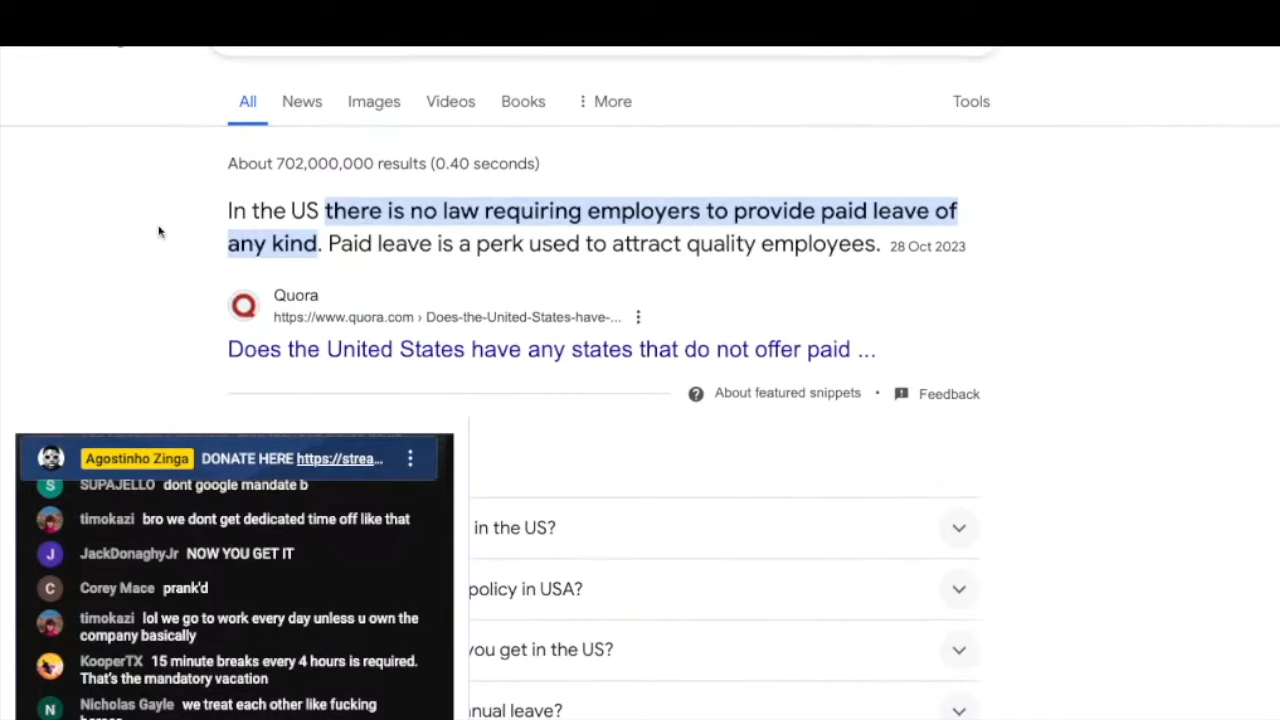 All News Images Videos Books More Tools
About 702,000,000 results (0.40 seconds)
In the US there is no law requiring employers to provide paid leave of
any kind. Paid leave is a perk used to attract quality employees. 28 Oct 2023
Quora
https://www.quora.com › Does-the-United-States-have-...
Does the United States have any states that do not offer paid ...
About featured snippets • Feedback
in the US?
policy in USA?
you get in the US?
nual leave?
Agostinho Zinga DONATE HERE https://strea...
S SUPAJELLO dont google mandate b
timokazi bro we dont get dedicated time off like that
J JackDonaghyJr NOW YOU GET IT
C Corey Mace prank'd
timokazi lol we go to work every day unless u own the
company basically
KooperTX 15 minute breaks every 4 hours is required.
That's the mandatory vacation
N Nicholas Gayle we treat each other like fucking